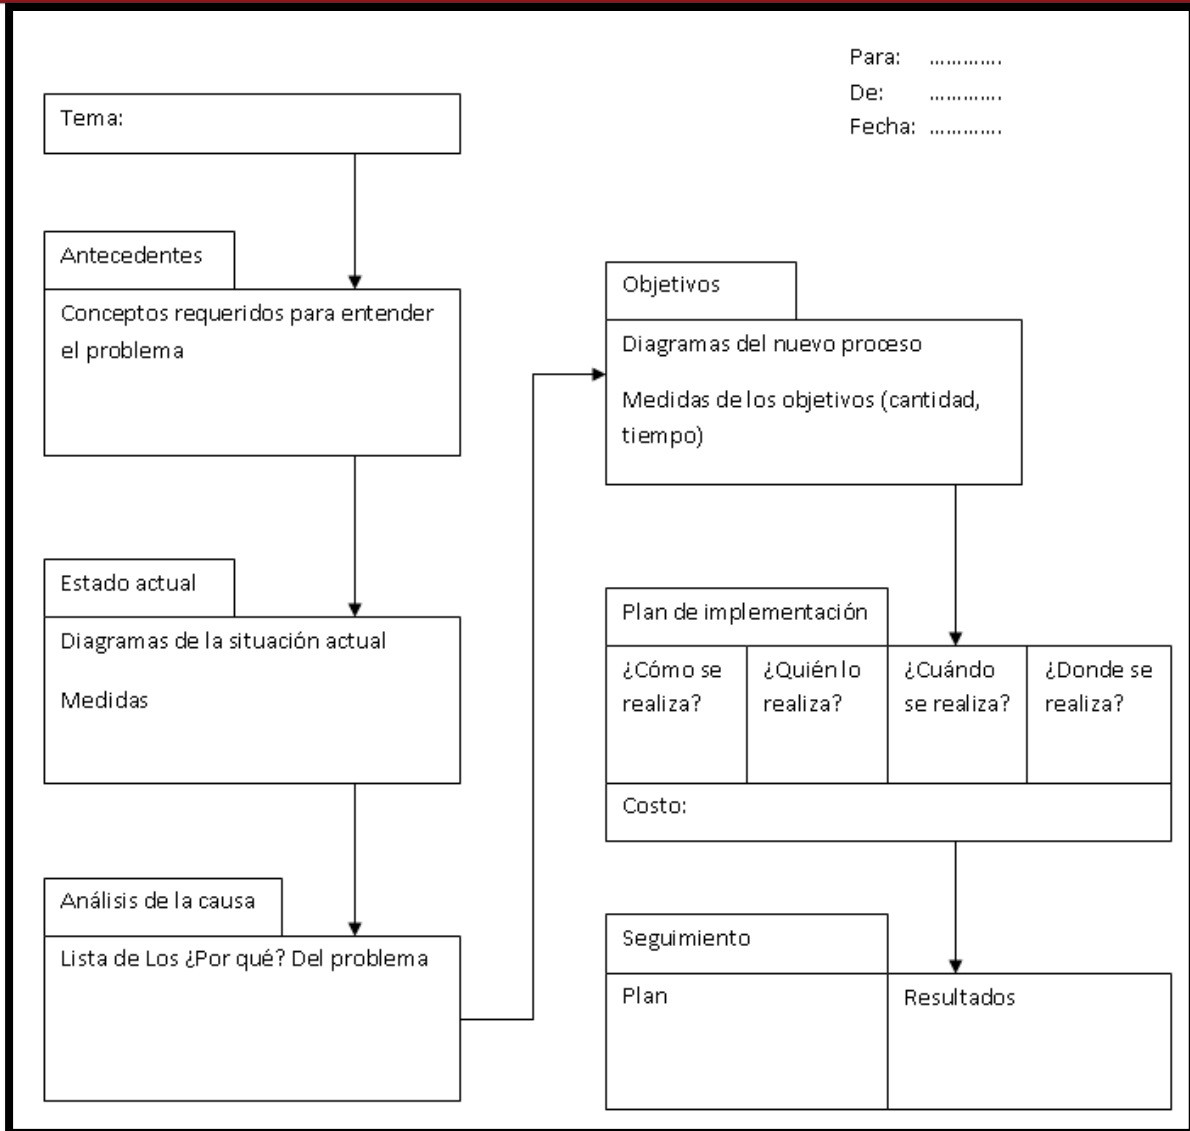 Para: .............
De: .............
Fecha: .............
Tema:
Antecedentes
Conceptos requeridos para entender
el problema
Estado actual
Diagramas de la situación actual
Medidas
Análisis de la causa
Lista de Los ¿Por qué? Del problema
Objetivos
Diagramas del nuevo proceso
Medidas de los objetivos (cantidad,
tiempo)
Plan de implementación
¿Cómo se
realiza?
¿Quién lo
realiza?
¿Cuándo
se realiza?
¿Donde se
realiza?
Costo:
Seguimiento
Plan
Resultados